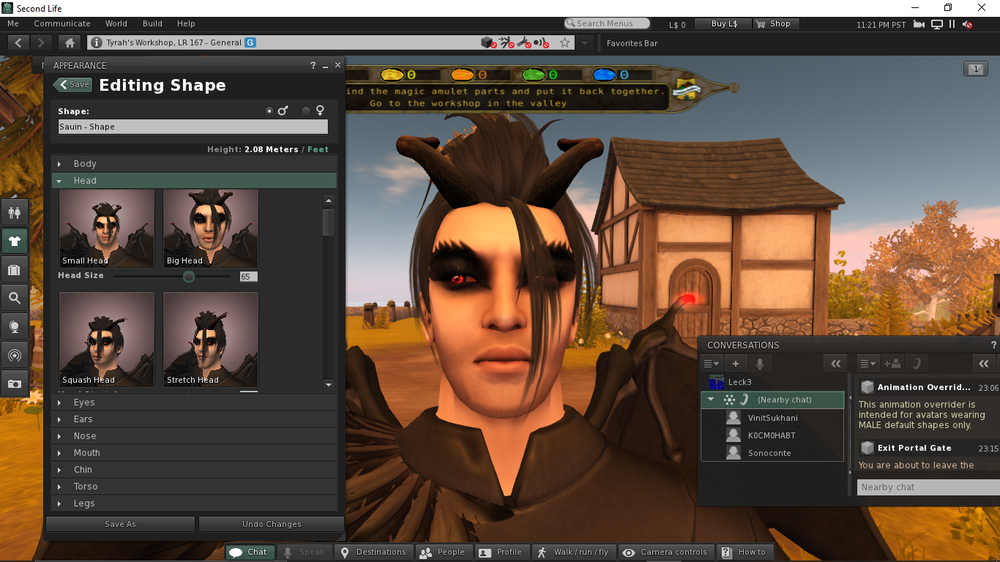 Second Life
Me Communicate World Build Help
Search Menus
L$ 0
Buy L$
Shop
11:21 PM PST
Tyrah's Workshop, LR 167 - General G
Favorites Bar
1
0 0 0 0
ind the magic amulet parts and put it back together.
Go to the workshop in the valley
APPEARANCE ?
Save
Editing Shape
Shape:
Sauin - Shape
Height: 2.08 Meters / Feet
Body
Head
Small Head
Big Head
Head Size 65
Squash Head
Stretch Head
Eyes
Ears
Nose
Mouth
Chin
Torso
Legs
Save As
Undo Changes
CONVERSATIONS ?
Leck3
(Nearby chat)
VinitSukhani
K0CM0HABT
Sonoconte
Animation Overrid... 23:06
This animation overrider is
intended for avatars wearing
MALE default shapes only.
Exit Portal Gate 23:15
You are about to leave the
Nearby chat
Chat
Speak
Destinations
People
Profile
Walk / run / fly
Camera controls
How to